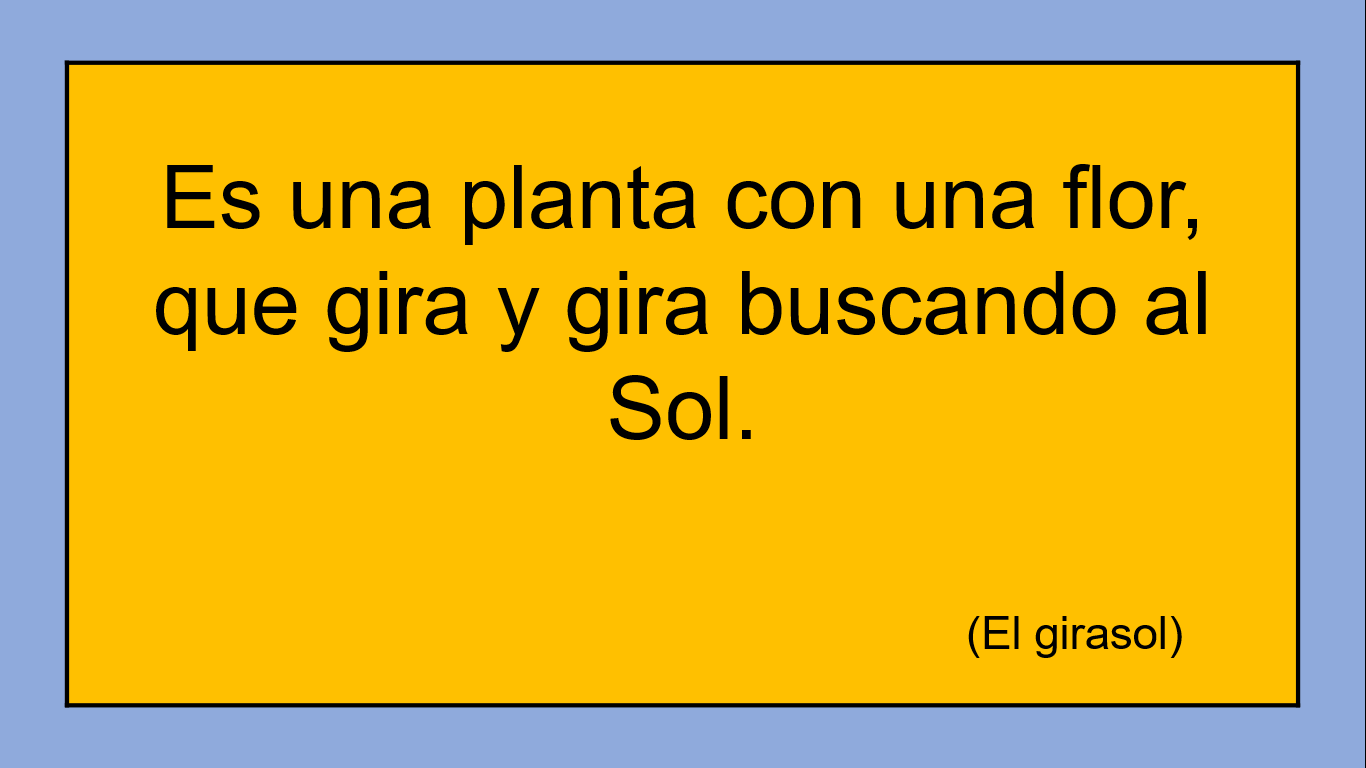 Es una planta con una flor,
que gira y gira buscando al
Sol.
(El girasol)